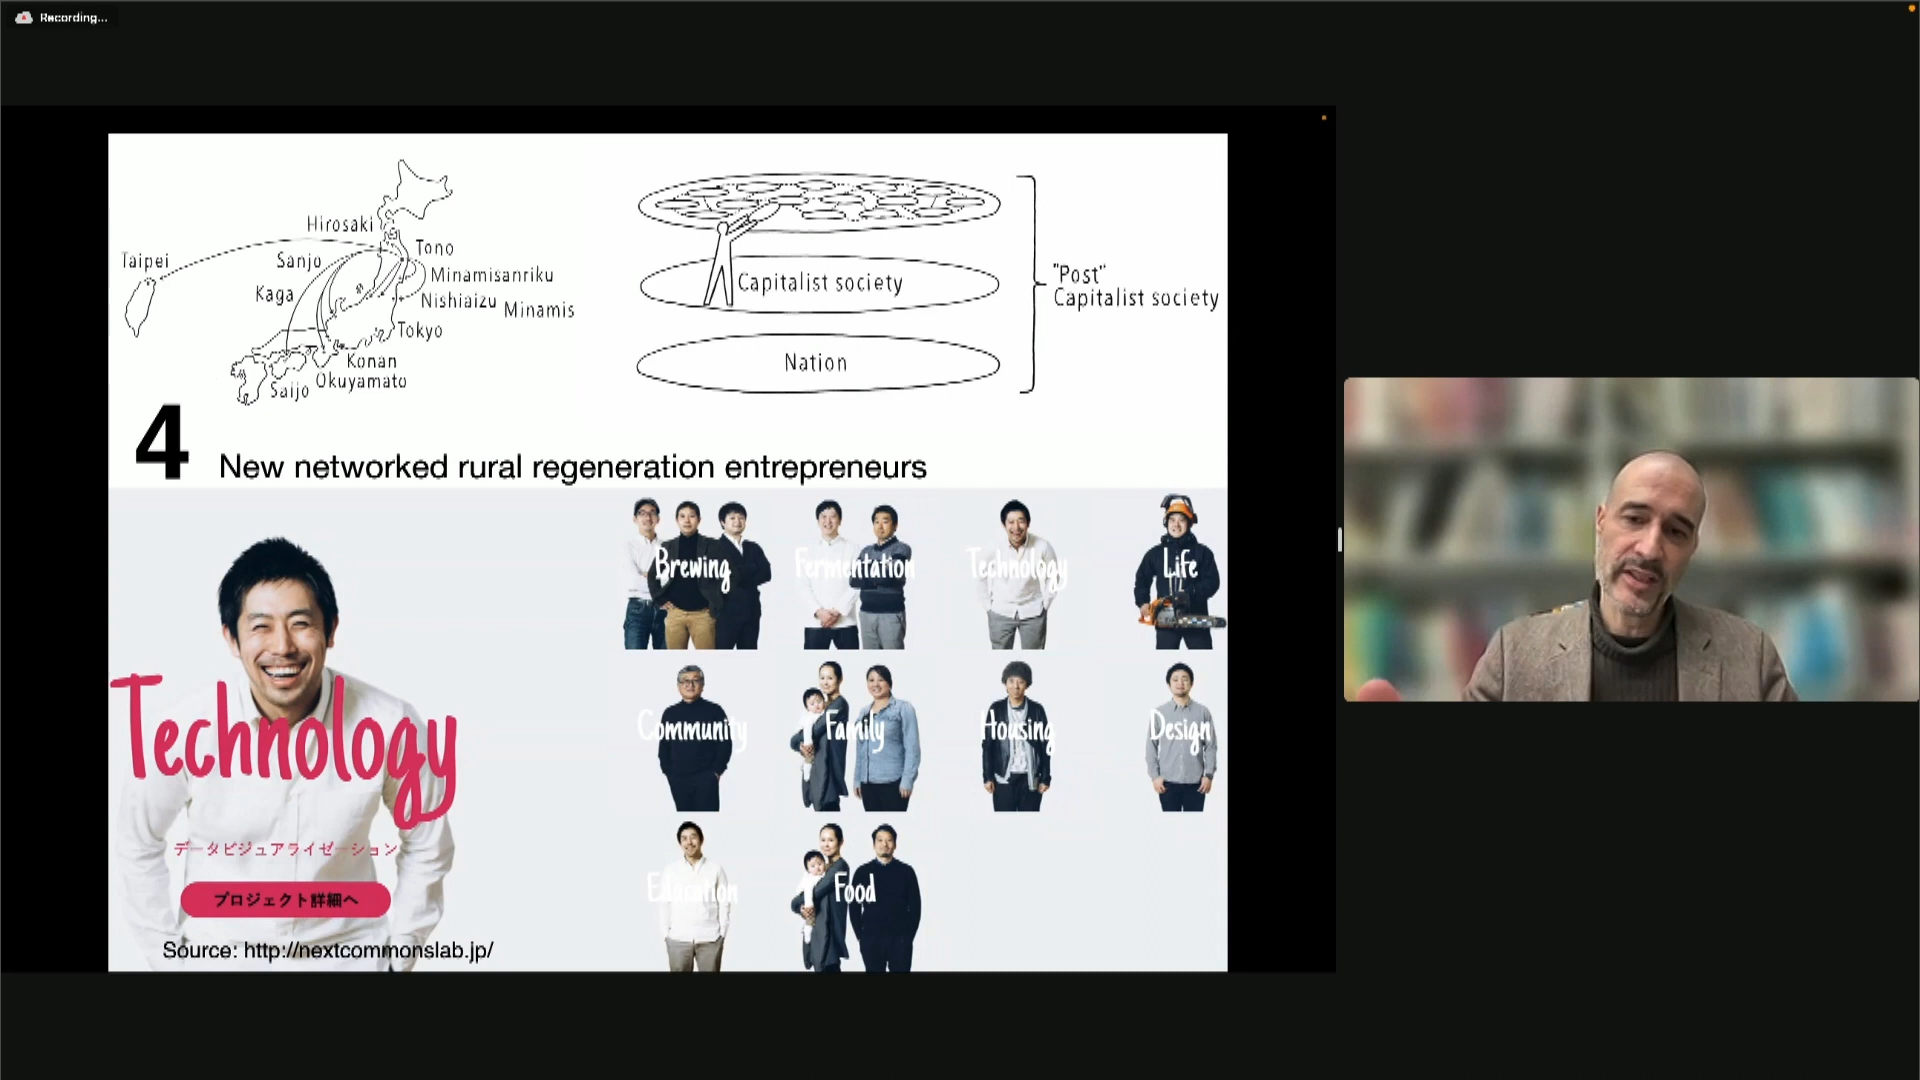 Recording...
Hirosaki
Taipei
Sanjo
Tono
Kaga
Minamisanriku
Nishiaizu
Minamis
Tokyo
Konan
Okuyamato
Saijo
Capitalist society
Nation
"Post"
Capitalist society
4
New networked rural regeneration entrepreneurs
Technology
データビジュアライゼーション
プロジェクト詳細へ
Source: http://nextcommonslab.jp/
Brewing
Fermentation
Technology
Life
Community
Family
Housing
Design
Education
Food